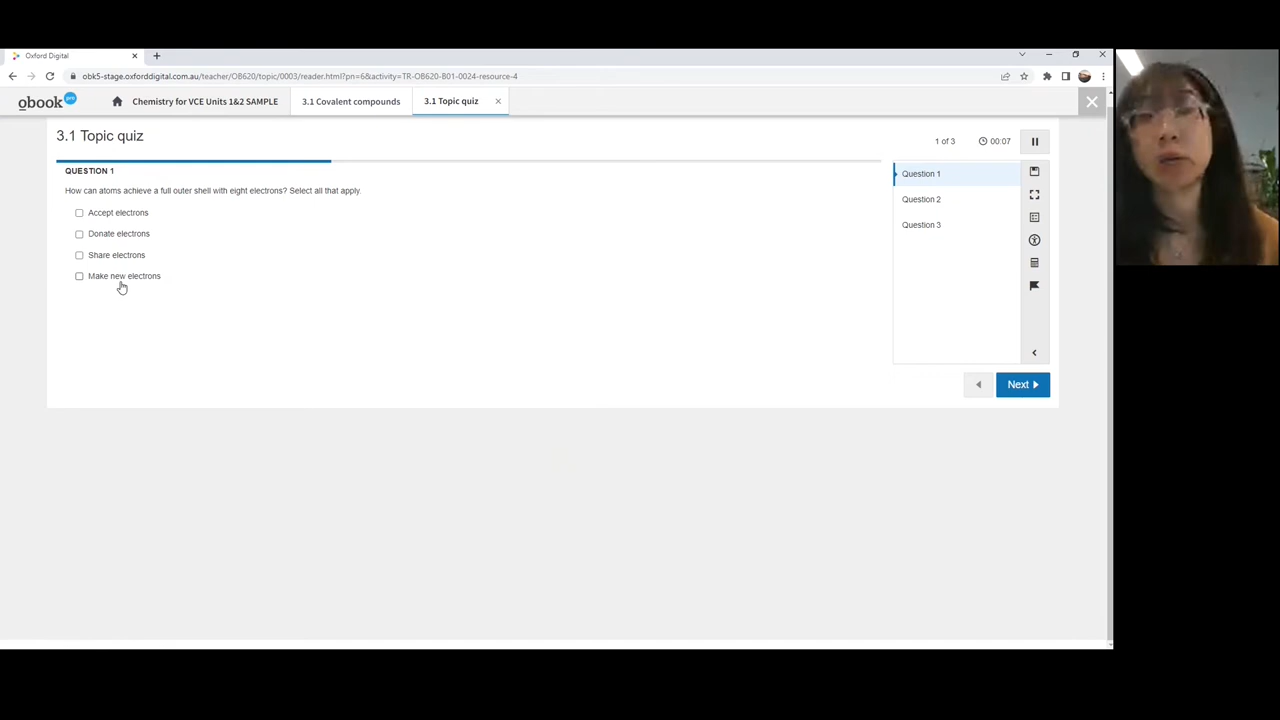 Oxford Digital
obk5-stage.oxforddigital.com.au/teacher/OB620/topic/0003/reader.html?pn=6&activity=TR-OB620-B01-0024-resource-4
obook pro
Chemistry for VCE Units 1&2 SAMPLE
3.1 Covalent compounds
3.1 Topic quiz
3.1 Topic quiz
1 of 3
00:07
QUESTION 1
How can atoms achieve a full outer shell with eight electrons? Select all that apply.
Accept electrons
Donate electrons
Share electrons
Make new electrons
Question 1
Question 2
Question 3
Next